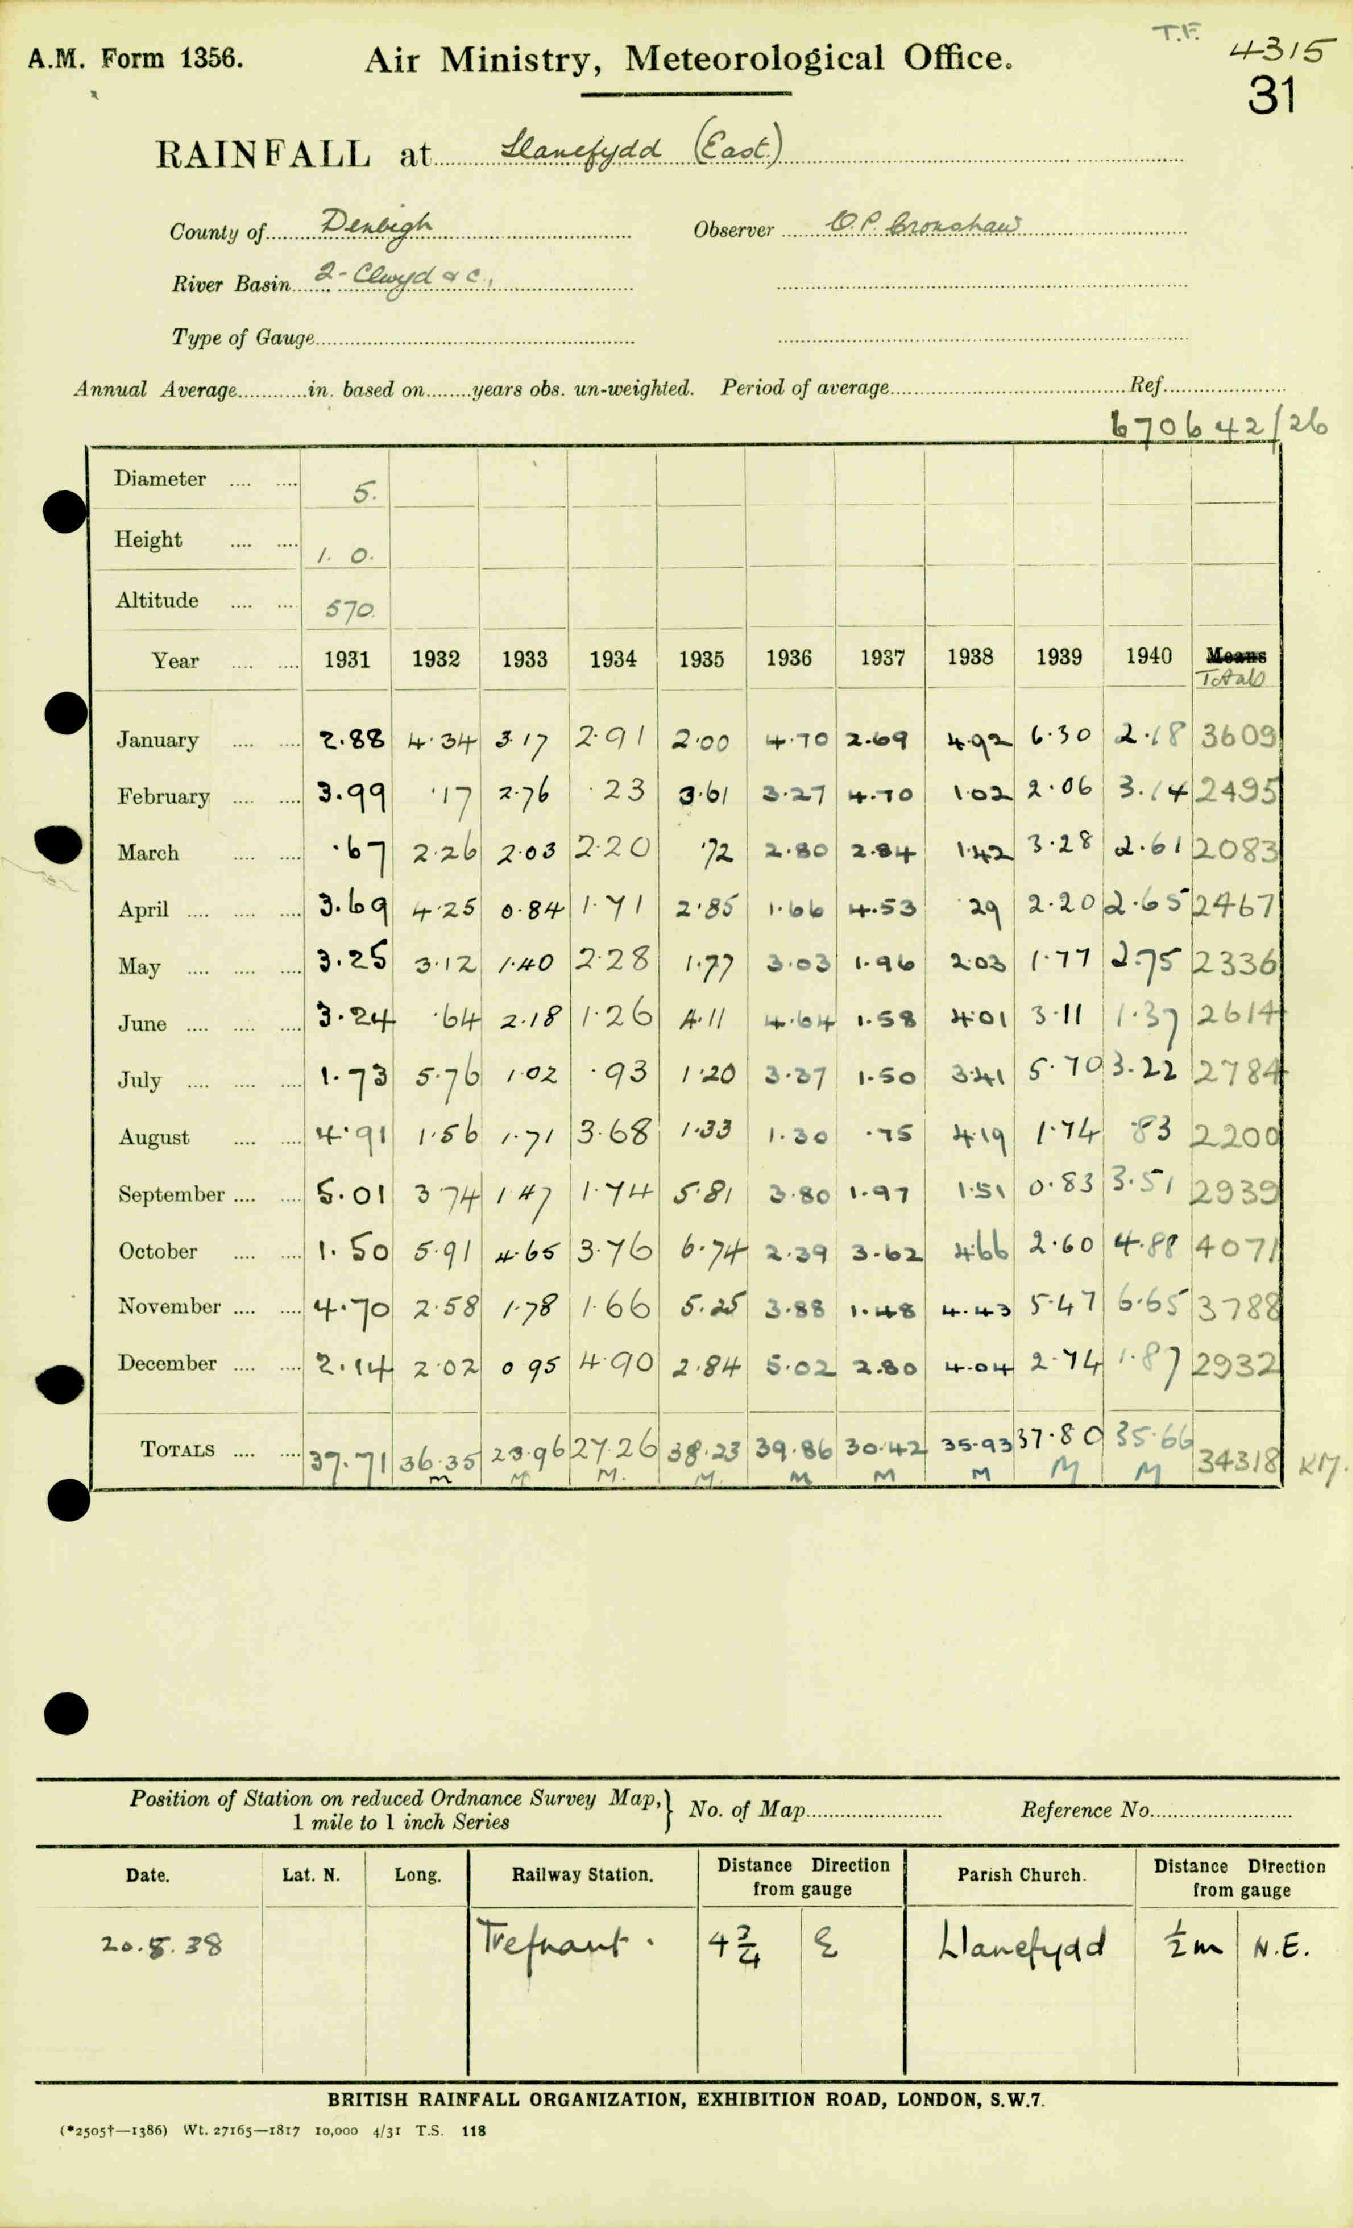 T.F.
4315
A.M. Form 1356. Air Ministry, Meteorological Office.
31
RAINFALL at Llanefydd (East)
County of Denbigh Observer O.P. Cronshaw
River Basin 2-Clwyd &c.,
Type of Gauge
Annual Average in. based on years obs. un-weighted. Period of average Ref.
670642/26
Diameter 5.
Height 1. 0.
Altitude 570.
Year 1931 1932 1933 1934 1935 1936 1937 1938 1939 1940 Means
Totals
January 2.88 4.34 3.17 2.91 2.00 4.70 2.69 4.92 6.30 2.18 3609
February 3.99 .17 2.76 .23 3.61 3.27 4.70 1.02 2.06 3.14 2495
March .67 2.26 2.03 2.20 .72 2.80 2.84 1.42 3.28 2.61 2083
April 3.69 4.25 0.84 1.71 2.85 1.66 4.53 .29 2.20 2.65 2467
May 3.25 3.12 1.40 2.28 1.77 3.03 1.96 2.03 1.77 2.75 2336
June 3.24 .64 2.18 1.26 4.11 4.64 1.58 4.01 3.11 1.37 2614
July 1.73 5.76 1.02 .93 1.20 3.37 1.50 3.41 5.70 3.22 2784
August 4.91 1.56 1.71 3.68 1.33 1.30 .75 4.19 1.74 .83 2200
September 5.01 3.74 1.47 1.74 5.81 3.80 1.97 1.51 0.83 3.51 2939
October 1.50 5.91 4.65 3.76 6.74 2.39 3.62 4.66 2.60 4.88 4071
November 4.70 2.58 1.78 1.66 5.25 3.88 1.48 4.43 5.47 6.65 3788
December 2.14 2.02 0.95 4.90 2.84 5.02 2.80 4.04 2.74 1.87 2932
TOTALS 37.71 36.35 23.96 27.26 38.23 39.86 30.42 35.93 37.80 35.66 34318 KM.
M M M. M. M M M M M
Position of Station on reduced Ordnance Survey Map,} No. of Map Reference No.
1 mile to 1 inch Series
Date. Lat. N. Long. Railway Station. Distance Direction from gauge Parish Church. Distance Direction from gauge
20.8.38 Trefnant. 4 3/4 E Llanefydd 1/2 m N.E.
BRITISH RAINFALL ORGANIZATION, EXHIBITION ROAD, LONDON, S.W.7.
(*2505†—1386) Wt. 27165—1817 10,000 4/31 T.S. 118